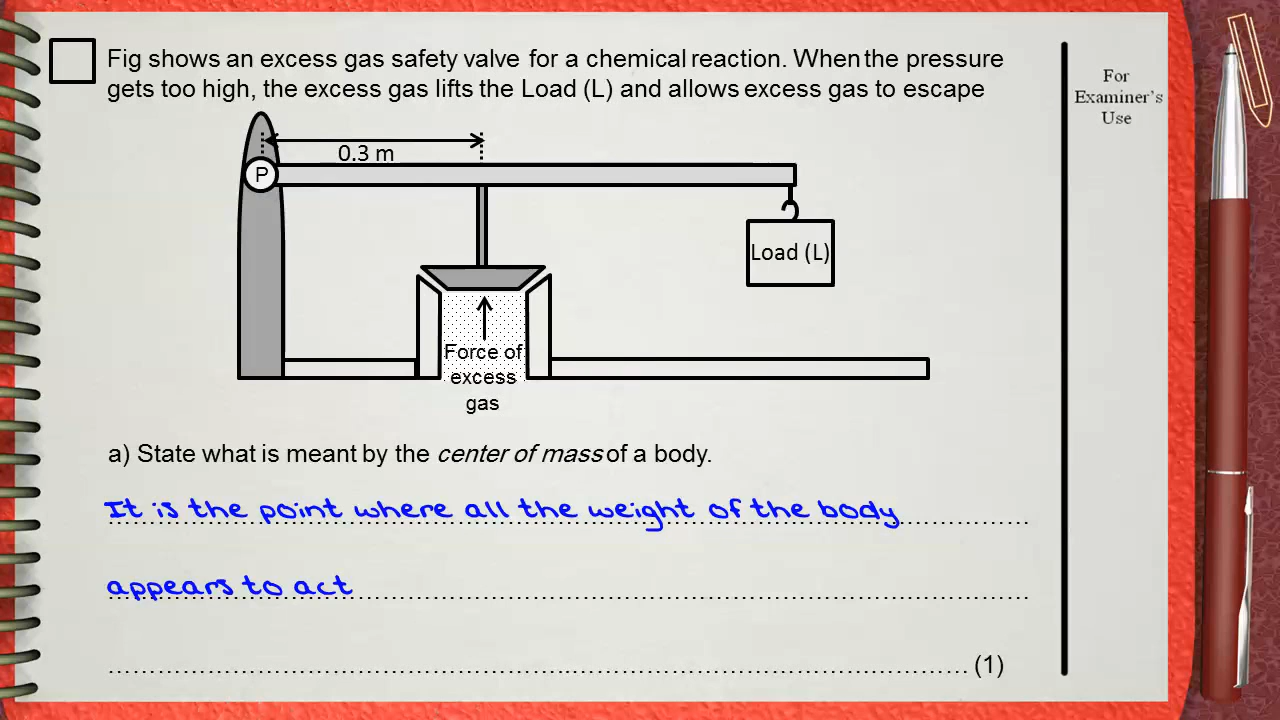 Fig shows an excess gas safety valve for a chemical reaction. When the pressure
gets too high, the excess gas lifts the Load (L) and allows excess gas to escape
For
Examiner's
Use
0.3 m
P
Load (L)
Force of
excess
gas
a) State what is meant by the center of mass of a body.
It is the point where all the weight of the body
appears to act
(1)